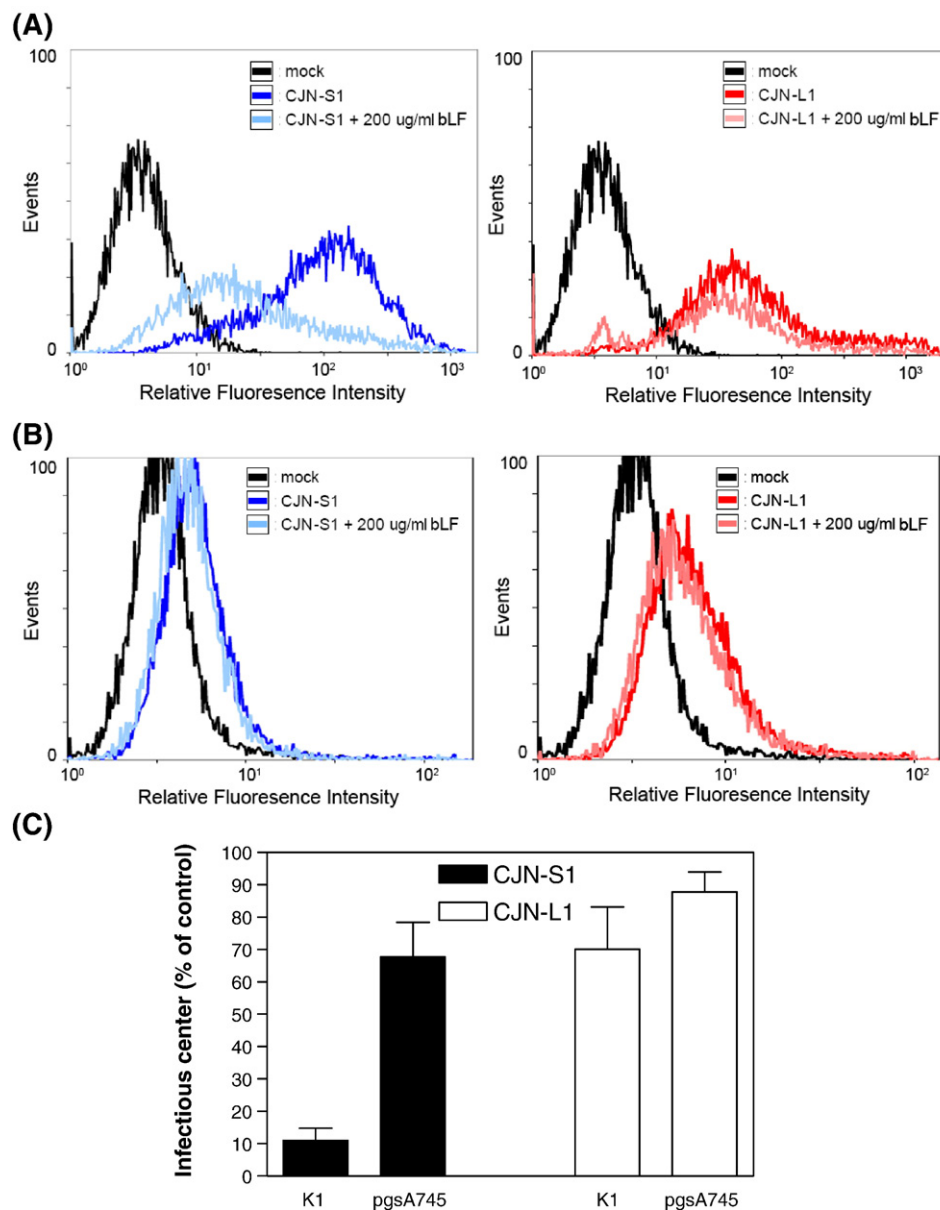 (A)
100
: mock
: CJN-S1
: CJN-S1 + 200 ug/ml bLF
Events
0
10⁰ 10¹ 10² 10³
Relative Fluoresence Intensity
100
: mock
: CJN-L1
: CJN-L1 + 200 ug/ml bLF
Events
0
10⁰ 10¹ 10² 10³
Relative Fluoresence Intensity
(B)
100
: mock
: CJN-S1
: CJN-S1 + 200 ug/ml bLF
Events
0
10⁰ 10¹ 10²
Relative Fluoresence Intensity
100
: mock
: CJN-L1
: CJN-L1 + 200 ug/ml bLF
Events
0
10⁰ 10¹ 10²
Relative Fluoresence Intensity
(C)
Infectious center (% of control)
100
90
80
70
60
50
40
30
20
10
0
CJN-S1
CJN-L1
K1 pgsA745 K1 pgsA745